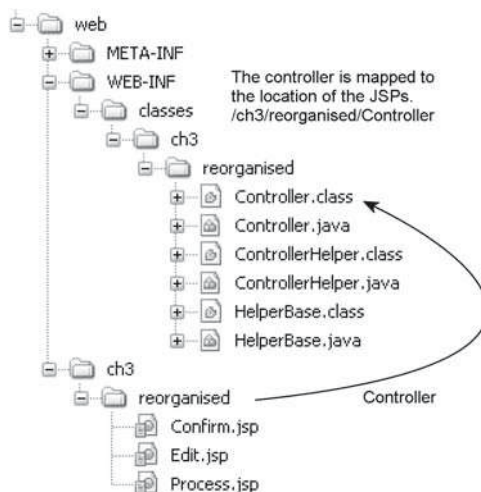 web
META-INF
WEB-INF
The controller is mapped to
the location of the JSPs.
/ch3/reorganised/Controller
classes
ch3
reorganised
Controller.class
Controller.java
ControllerHelper.class
ControllerHelper.java
HelperBase.class
HelperBase.java
ch3
reorganised
Controller
Confirm.jsp
Edit.jsp
Process.jsp